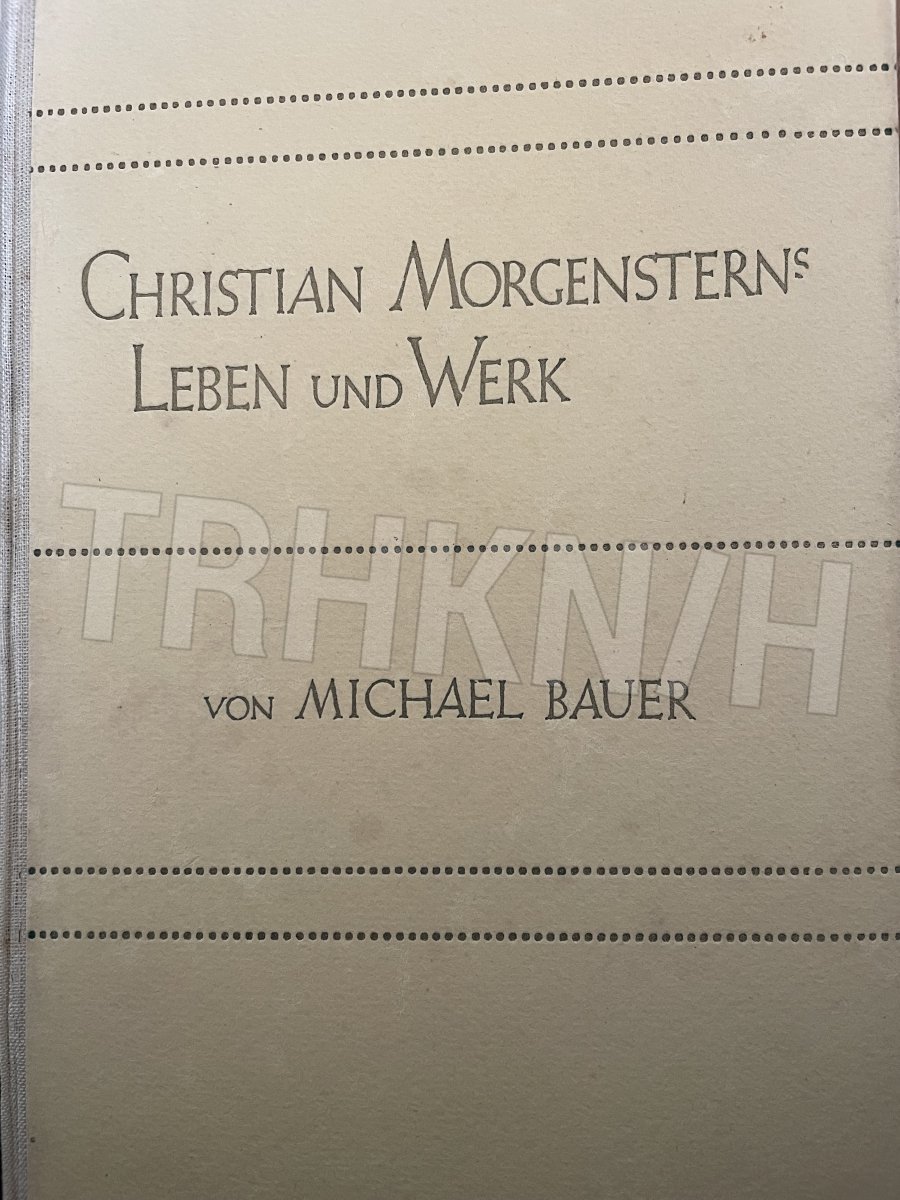 CHRISTIAN MORGENSTERNS
LEBEN UND WERK
TRHKN/H
VON MICHAEL BAUER